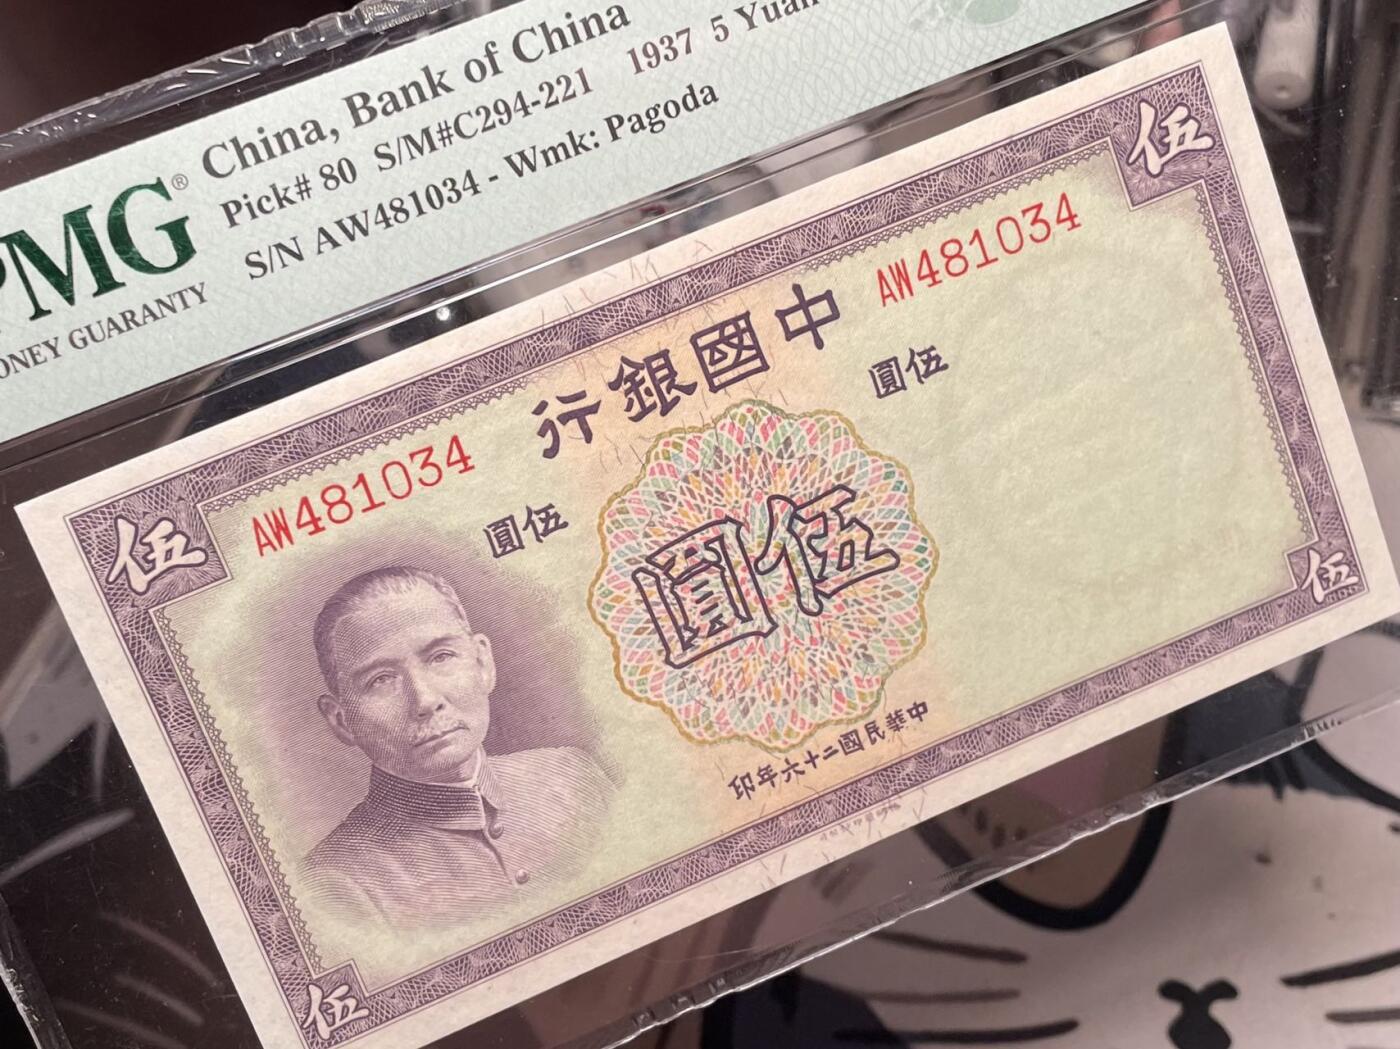 China, Bank of China
Pick# 80 S/M#C294-221 1937 5 Yuan
S/N AW481034 - Wmk: Pagoda
PMG®
MONEY GUARANTY
伍
伍
中國銀行
AW481034
AW481034
伍圓
伍圓
伍圓
中華民國二十六年印
伍
伍